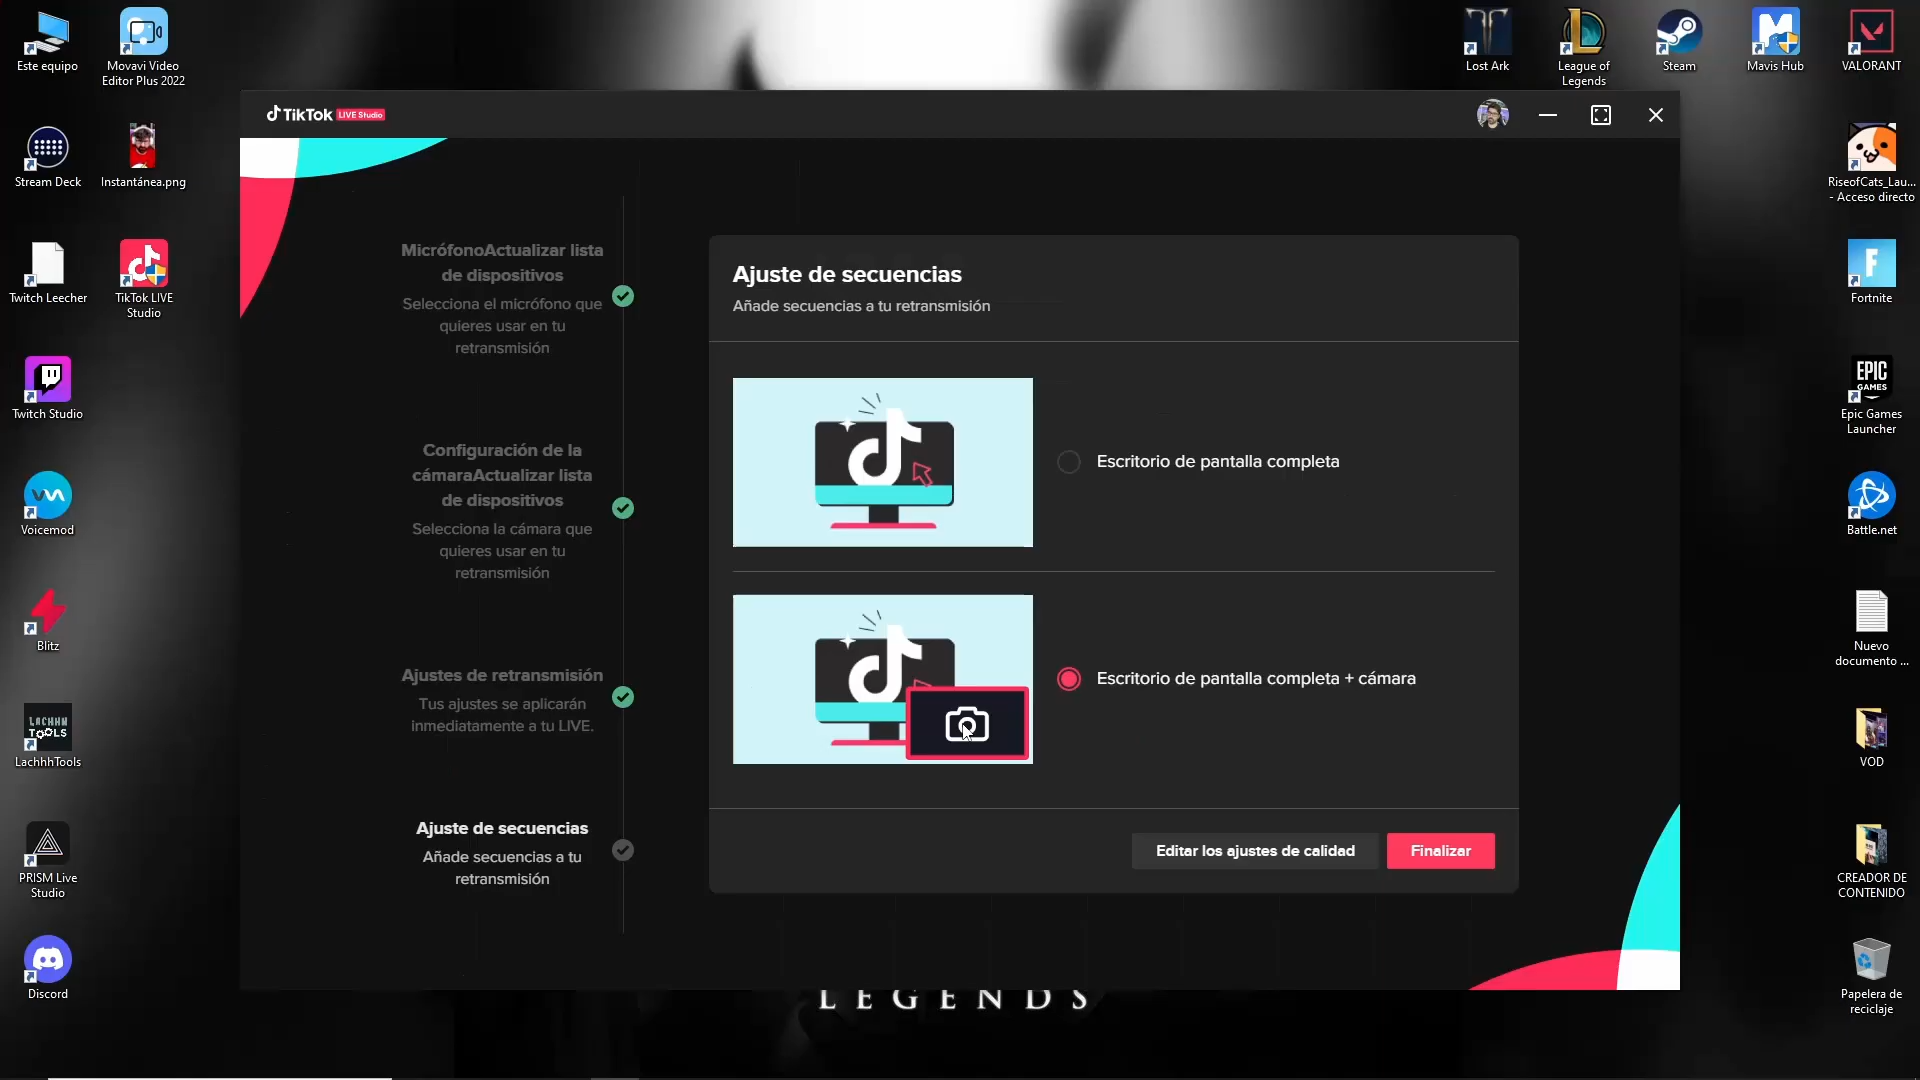 Este equipo
Movavi Video
Editor Plus 2022
Lost Ark
League of
Legends
Steam
Mavis Hub
VALORANT
TikTok LIVE Studio
Stream Deck
Instantánea.png
RiseofCats_Lau...
- Acceso directo
Twitch Leecher
TikTok LIVE
Studio
Fortnite
Twitch Studio
EPIC
GAMES
Epic Games
Launcher
Voicemod
Battle.net
Blitz
Nuevo
documento ...
LACHHH
TOOLS
LachhhTools
VOD
PRISM Live
Studio
CREADOR DE
CONTENIDO
Discord
Papelera de
reciclaje
MicrófonoActualizar lista
de dispositivos
Selecciona el micrófono que
quieres usar en tu
retransmisión
Configuración de la
cámaraActualizar lista
de dispositivos
Selecciona la cámara que
quieres usar en tu
retransmisión
Ajustes de retransmisión
Tus ajustes se aplicarán
inmediatamente a tu LIVE.
Ajuste de secuencias
Añade secuencias a tu
retransmisión
Ajuste de secuencias
Añade secuencias a tu retransmisión
Escritorio de pantalla completa
Escritorio de pantalla completa + cámara
Editar los ajustes de calidad
Finalizar
LEGENDS